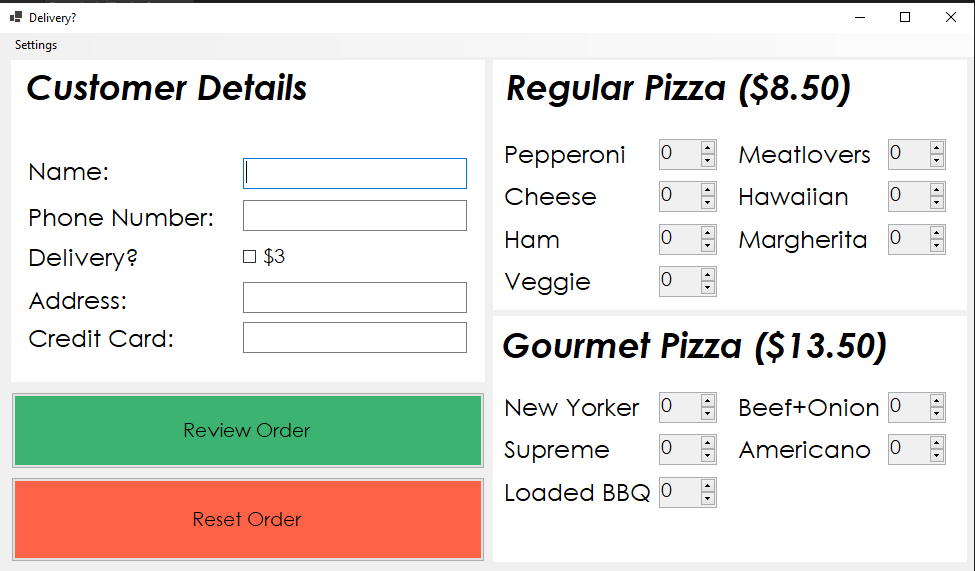 Delivery?
Settings
Customer Details
Name:
Phone Number:
Delivery? $3
Address:
Credit Card:
Review Order
Reset Order
Regular Pizza ($8.50)
Pepperoni 0 Meatlovers 0
Cheese 0 Hawaiian 0
Ham 0 Margherita 0
Veggie 0
Gourmet Pizza ($13.50)
New Yorker 0 Beef+Onion 0
Supreme 0 Americano 0
Loaded BBQ 0